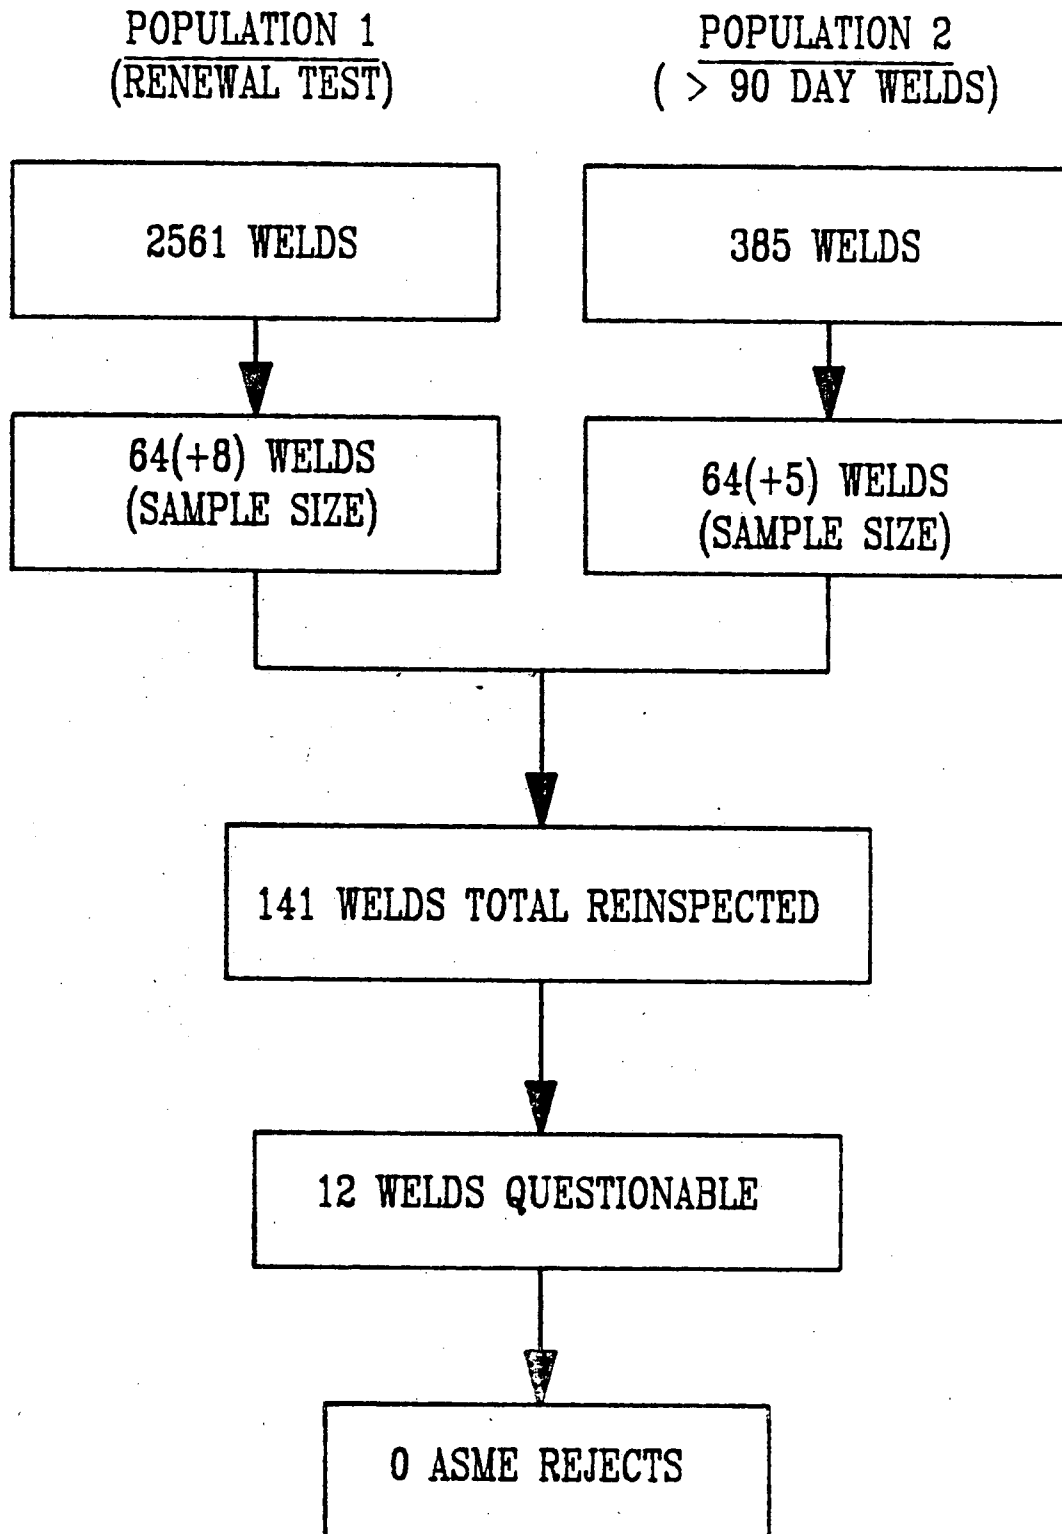 POPULATION 1
(RENEWAL TEST)
POPULATION 2
( > 90 DAY WELDS)
2561 WELDS
385 WELDS
64(+8) WELDS
(SAMPLE SIZE)
64(+5) WELDS
(SAMPLE SIZE)
141 WELDS TOTAL REINSPECTED
12 WELDS QUESTIONABLE
0 ASME REJECTS